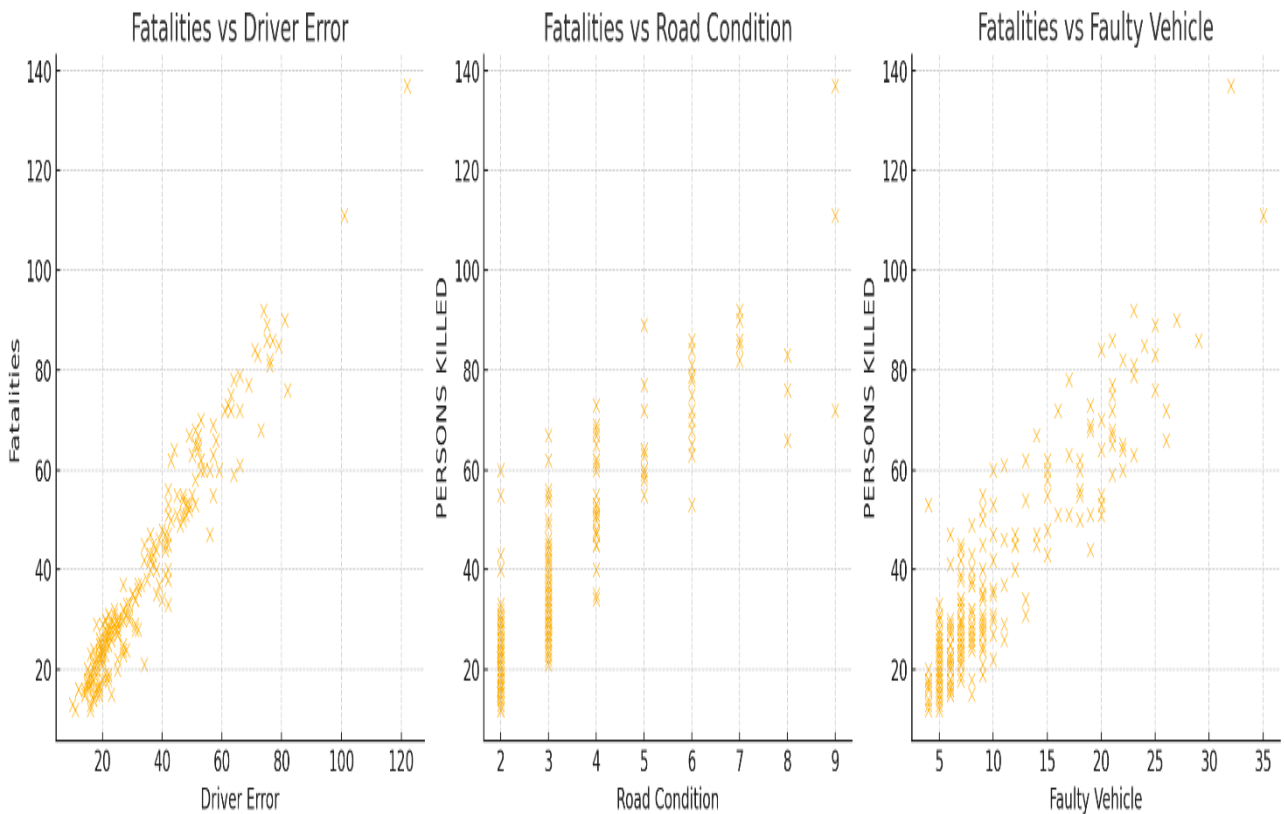 Fatalities vs Driver Error
Fatalities
140
120
100
80
60
40
20
20 40 60 80 100 120
Driver Error
Fatalities vs Road Condition
PERSONS KILLED
140
120
100
80
60
40
20
2 3 4 5 6 7 8 9
Road Condition
Fatalities vs Faulty Vehicle
PERSONS KILLED
140
120
100
80
60
40
20
5 10 15 20 25 30 35
Faulty Vehicle